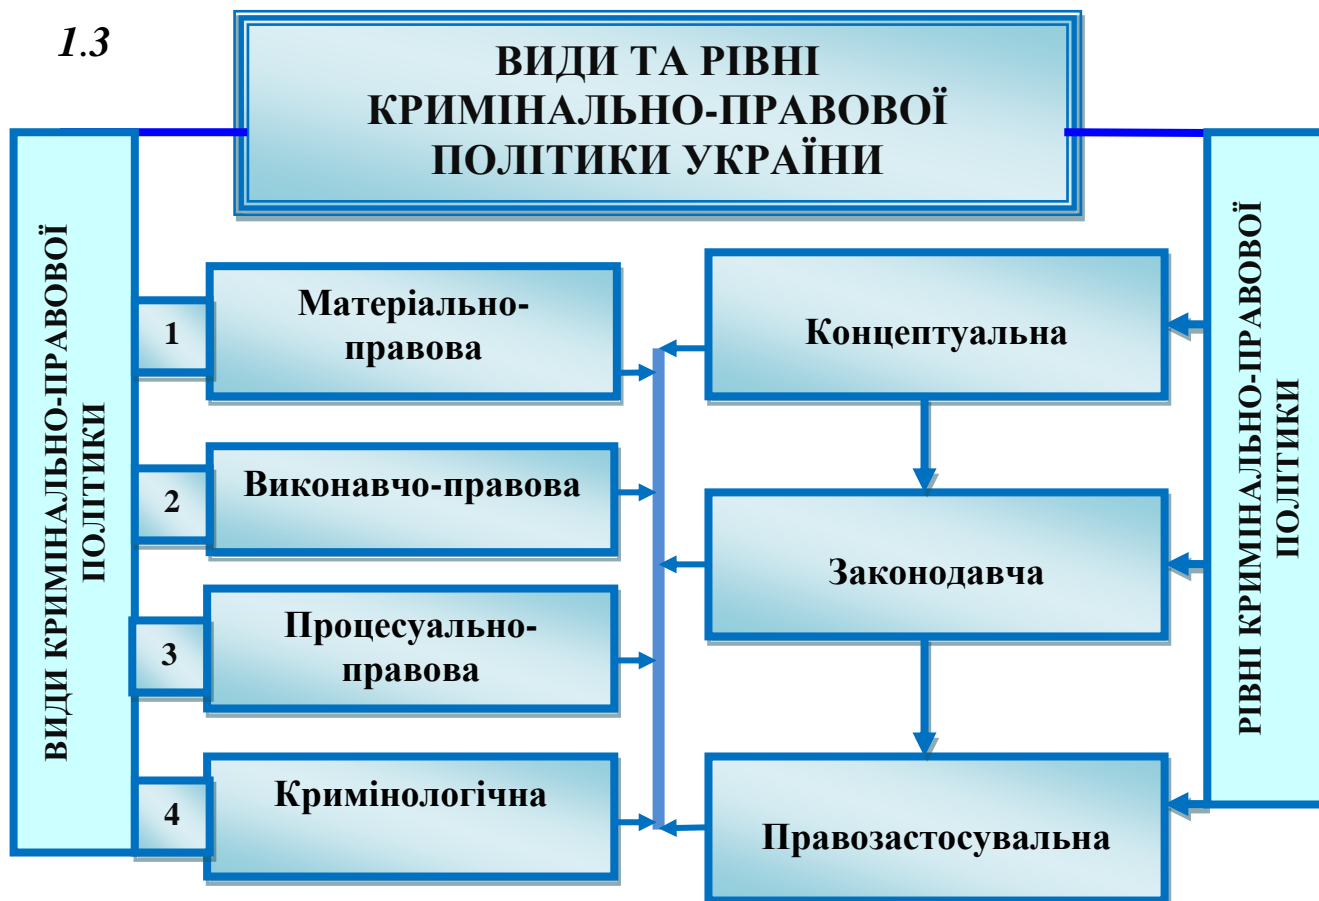 1.3
ВИДИ ТА РІВНІ
КРИМІНАЛЬНО-ПРАВОВОЇ
ПОЛІТИКИ УКРАЇНИ
ВИДИ КРИМІНАЛЬНО-ПРАВОВОЇ
ПОЛІТИКИ
1
Матеріально-
правова
2
Виконавчо-правова
3
Процесуально-
правова
4
Кримінологічна
Концептуальна
Законодавча
Правозастосувальна
РІВНІ КРИМІНАЛЬНО-ПРАВОВОЇ
ПОЛІТИКИ